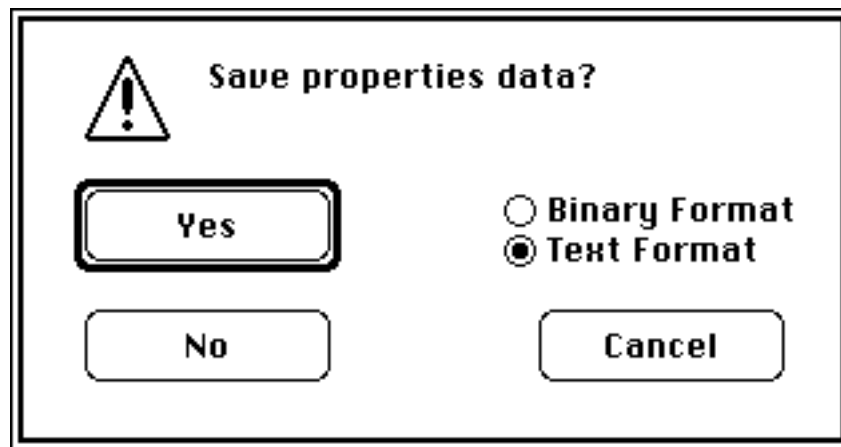 Save properties data?
Yes
Binary Format
Text Format
No
Cancel